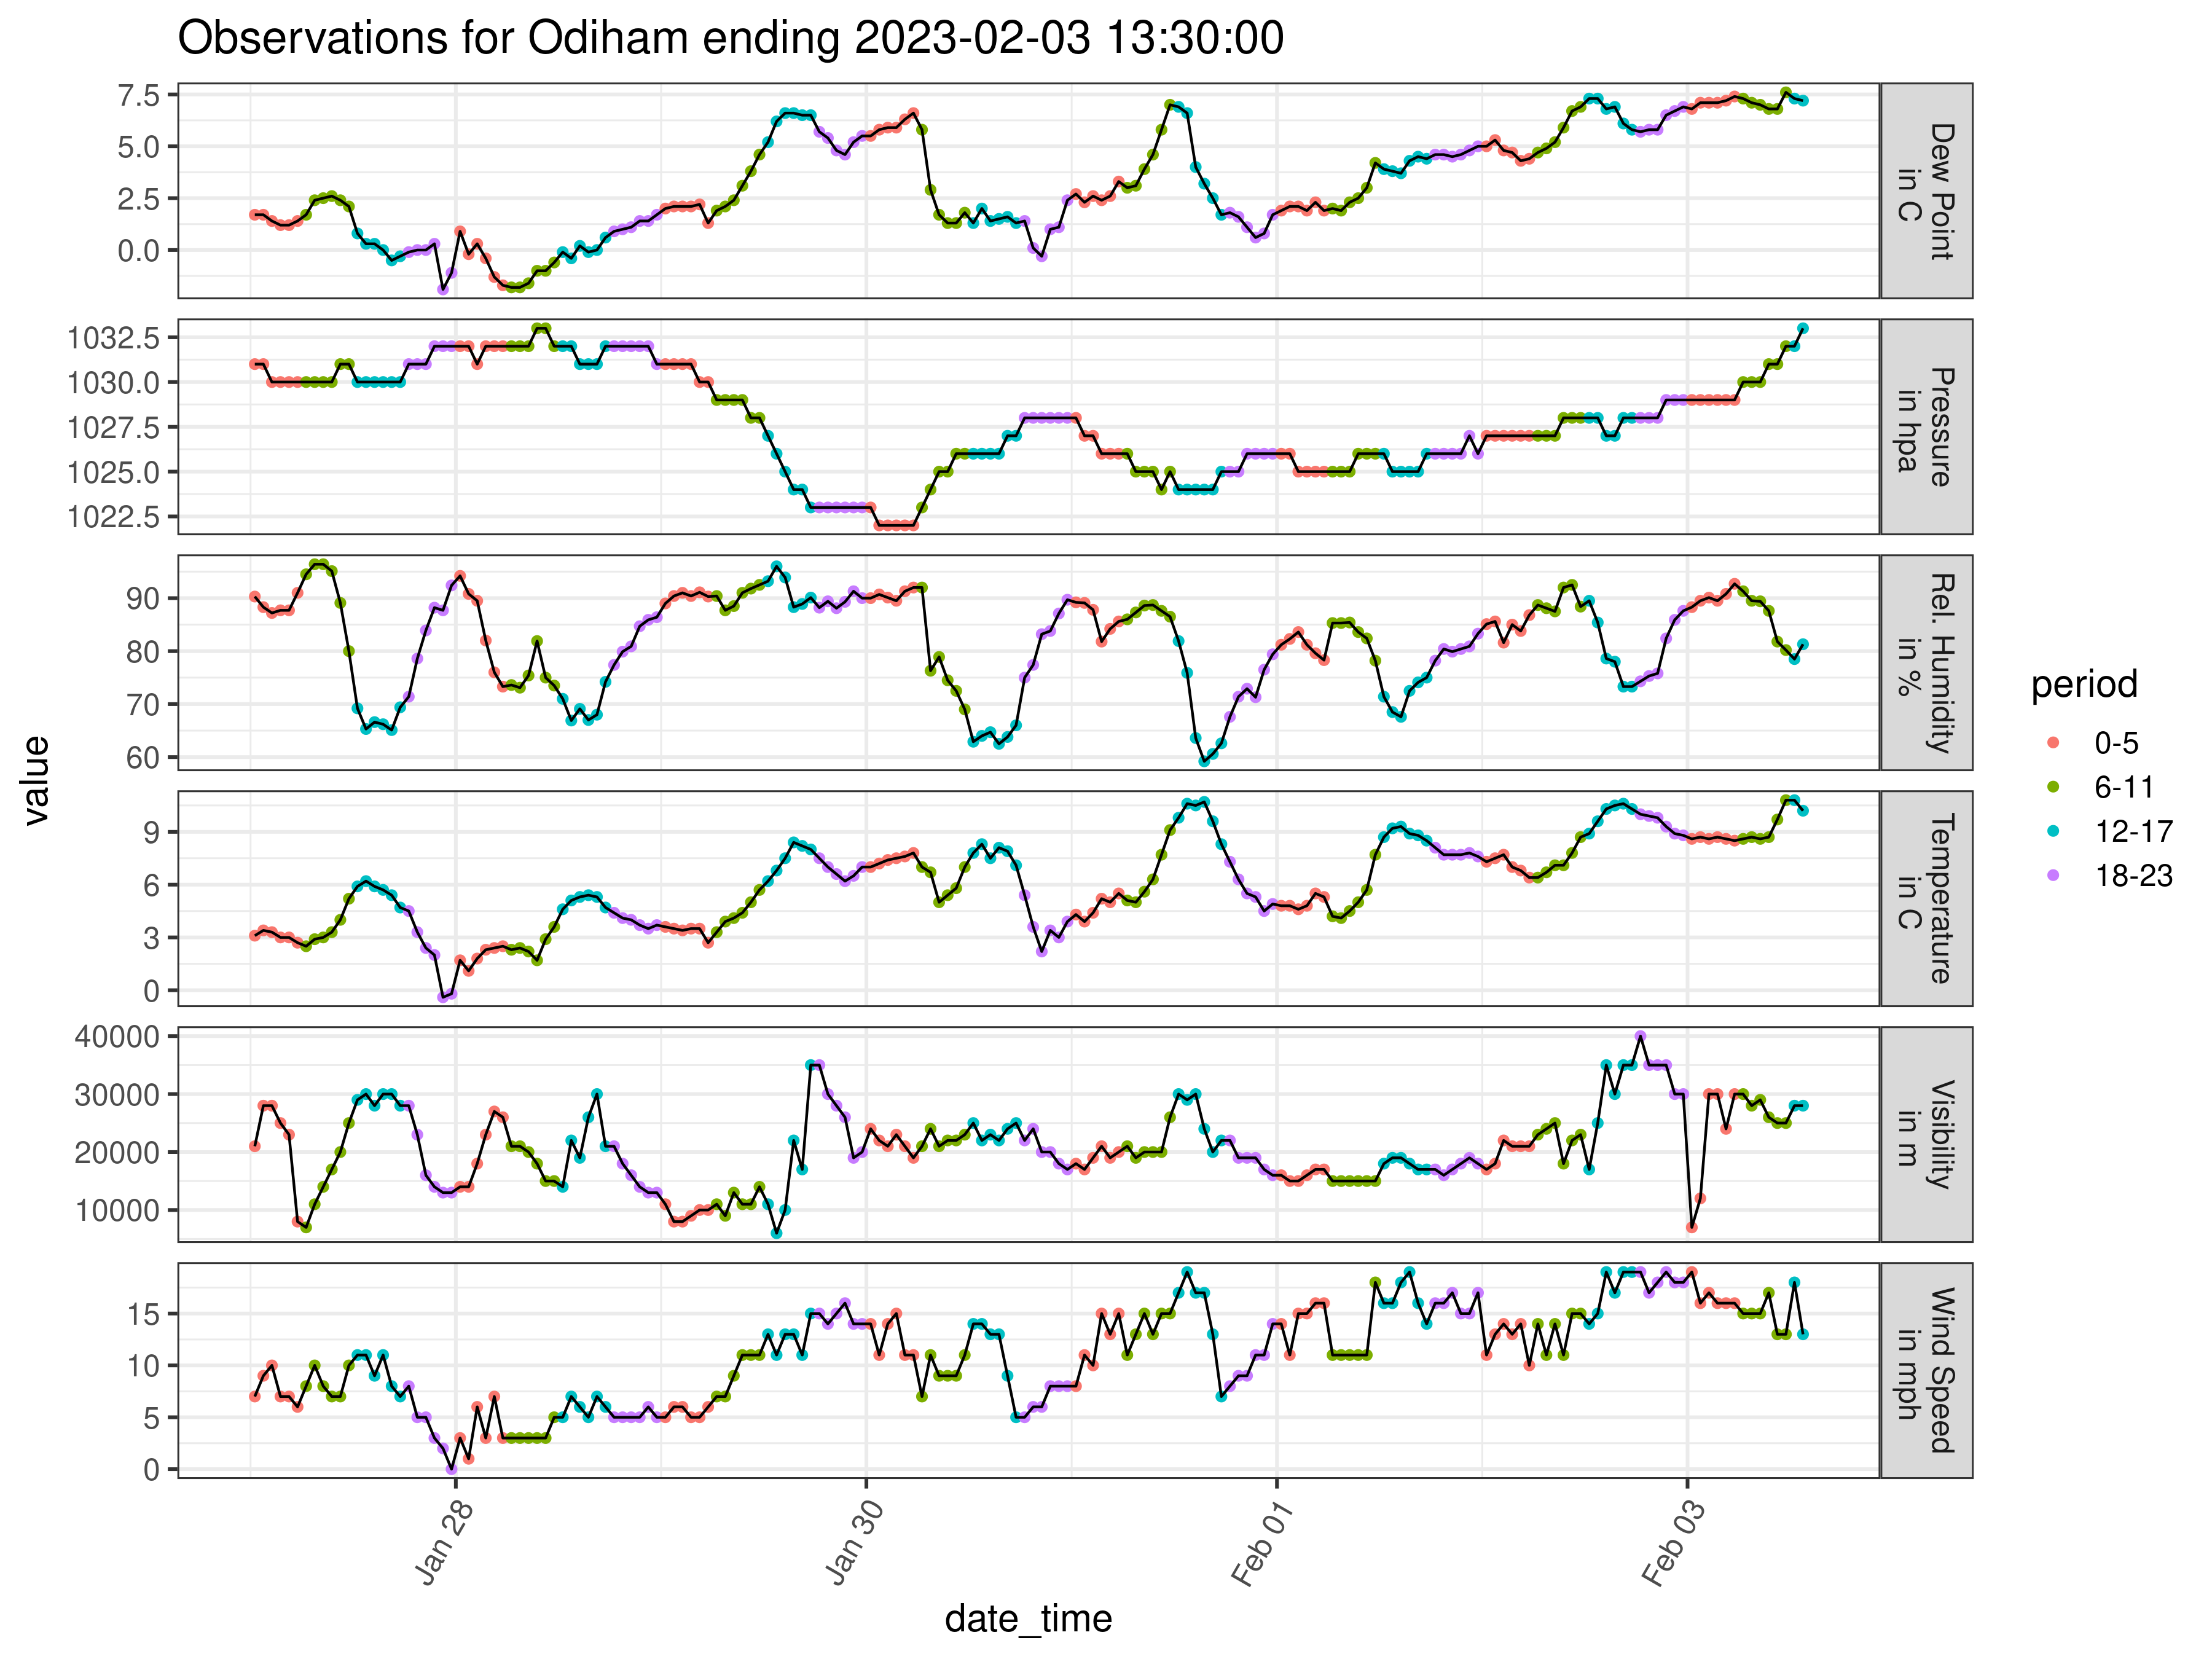 Observations for Odiham ending 2023-02-03 13:30:00
value
7.5
5.0
2.5
0.0
Dew Point
in C
1032.5
1030.0
1027.5
1025.0
1022.5
Pressure
in hpa
90
80
70
60
Rel. Humidity
in %
9
6
3
0
Temperature
in C
40000
30000
20000
10000
Visibility
in m
15
10
5
0
Wind Speed
in mph
Jan 28
Jan 30
Feb 01
Feb 03
date_time
period
0-5
6-11
12-17
18-23